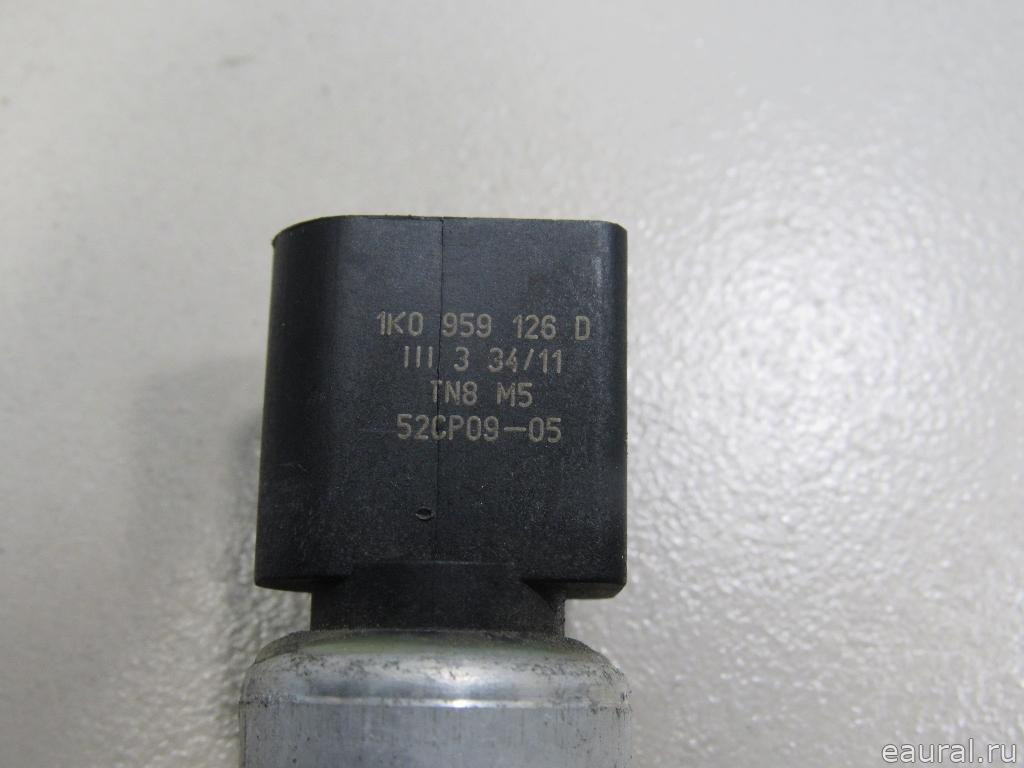 1K0 959 126 D
III 3 34/11
TN8 M5
52CP09-05
eaural.ru